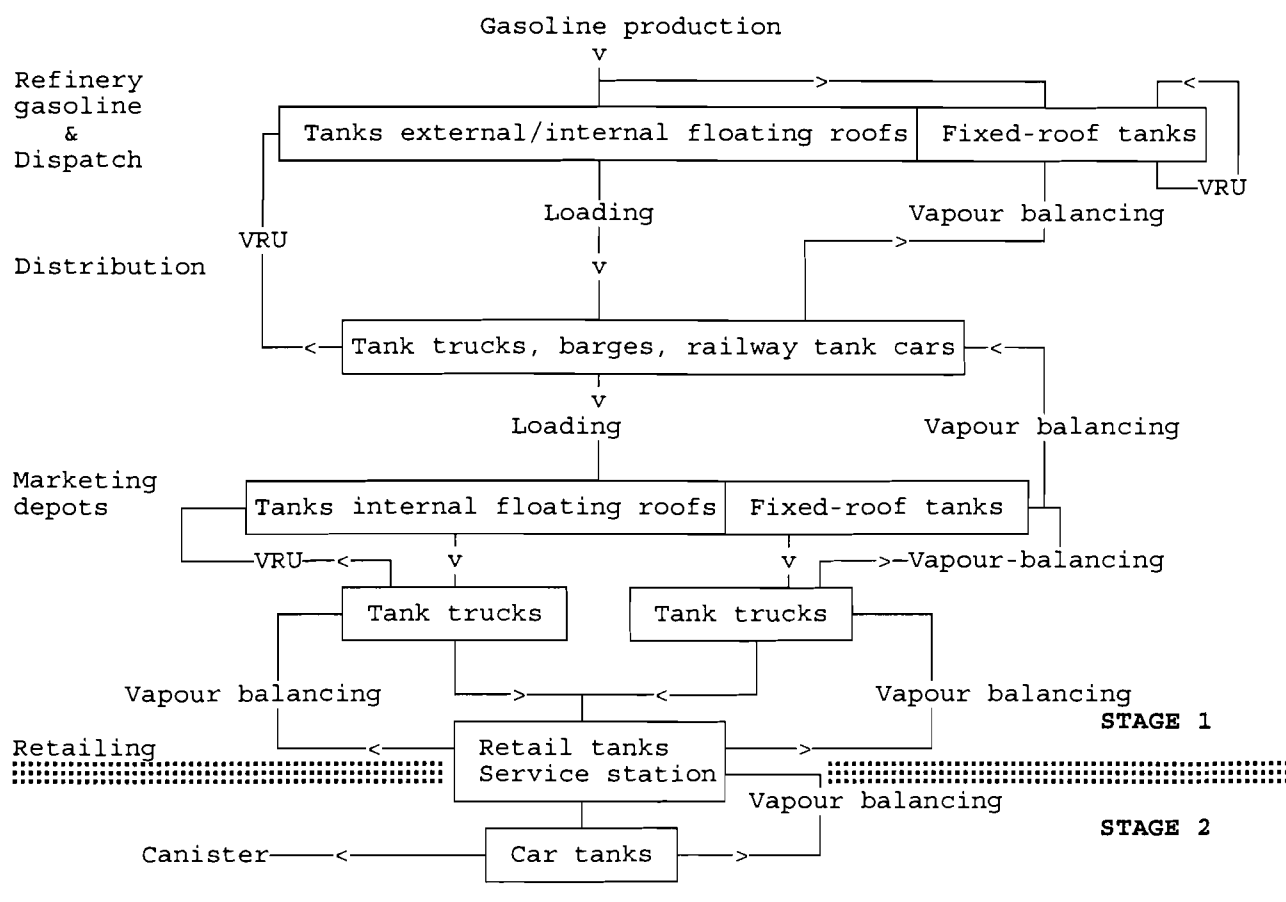 Gasoline production
v
Refinery
gasoline
&
Dispatch
>
<
Tanks external/internal floating roofs
Fixed-roof tanks
VRU
Loading
Vapour balancing
VRU
>
Distribution
v
<
Tank trucks, barges, railway tank cars
<
v
Loading
Vapour balancing
Marketing
depots
Tanks internal floating roofs
Fixed-roof tanks
VRU
<
v
v
>
Vapour-balancing
Tank trucks
Tank trucks
Vapour balancing
>
<
Vapour balancing
STAGE 1
Retailing
<
Retail tanks
Service station
>
Vapour balancing
STAGE 2
Canister
<
Car tanks
>